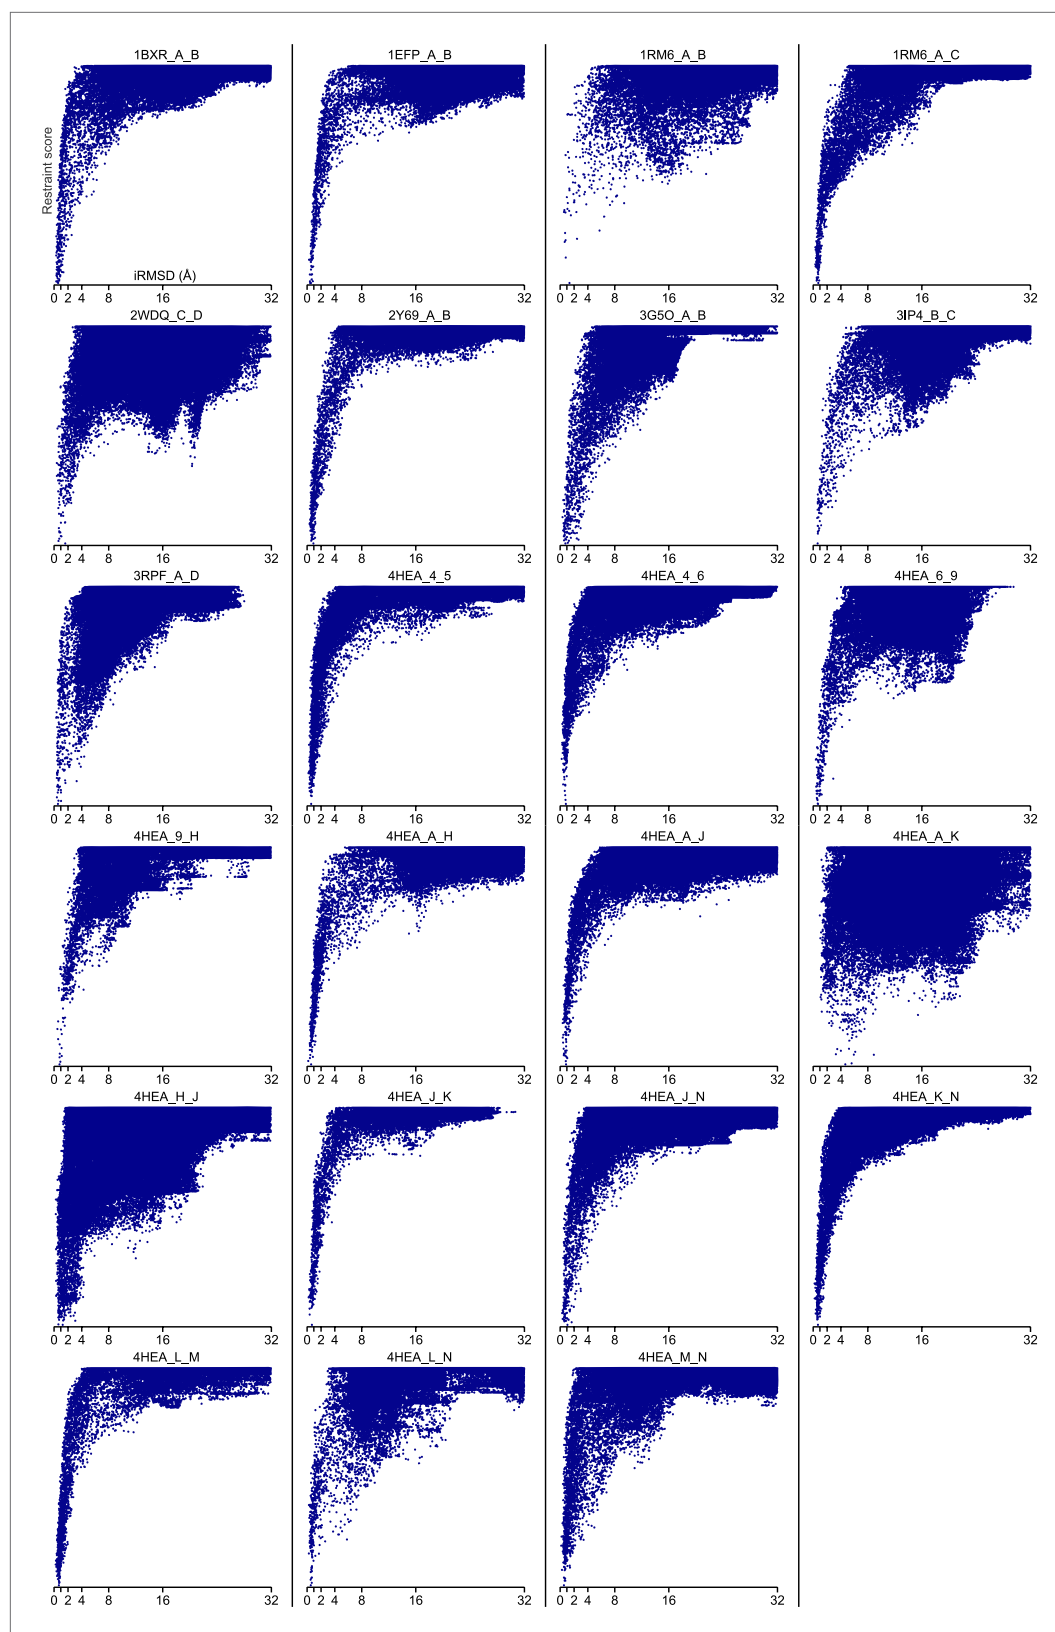 1BXR_A_B 1EFP_A_B 1RM6_A_B 1RM6_A_C
Restraint score
iRMSD (Å)
0 2 4 8 16 32 0 2 4 8 16 32 0 2 4 8 16 32 0 2 4 8 16 32
2WDQ_C_D 2Y69_A_B 3G5O_A_B 3IP4_B_C
0 2 4 8 16 32 0 2 4 8 16 32 0 2 4 8 16 32 0 2 4 8 16 32
3RPF_A_D 4HEA_4_5 4HEA_4_6 4HEA_6_9
0 2 4 8 16 32 0 2 4 8 16 32 0 2 4 8 16 32 0 2 4 8 16 32
4HEA_9_H 4HEA_A_H 4HEA_A_J 4HEA_A_K
0 2 4 8 16 32 0 2 4 8 16 32 0 2 4 8 16 32 0 2 4 8 16 32
4HEA_H_J 4HEA_J_K 4HEA_J_N 4HEA_K_N
0 2 4 8 16 32 0 2 4 8 16 32 0 2 4 8 16 32 0 2 4 8 16 32
4HEA_L_M 4HEA_L_N 4HEA_M_N
0 2 4 8 16 32 0 2 4 8 16 32 0 2 4 8 16 32